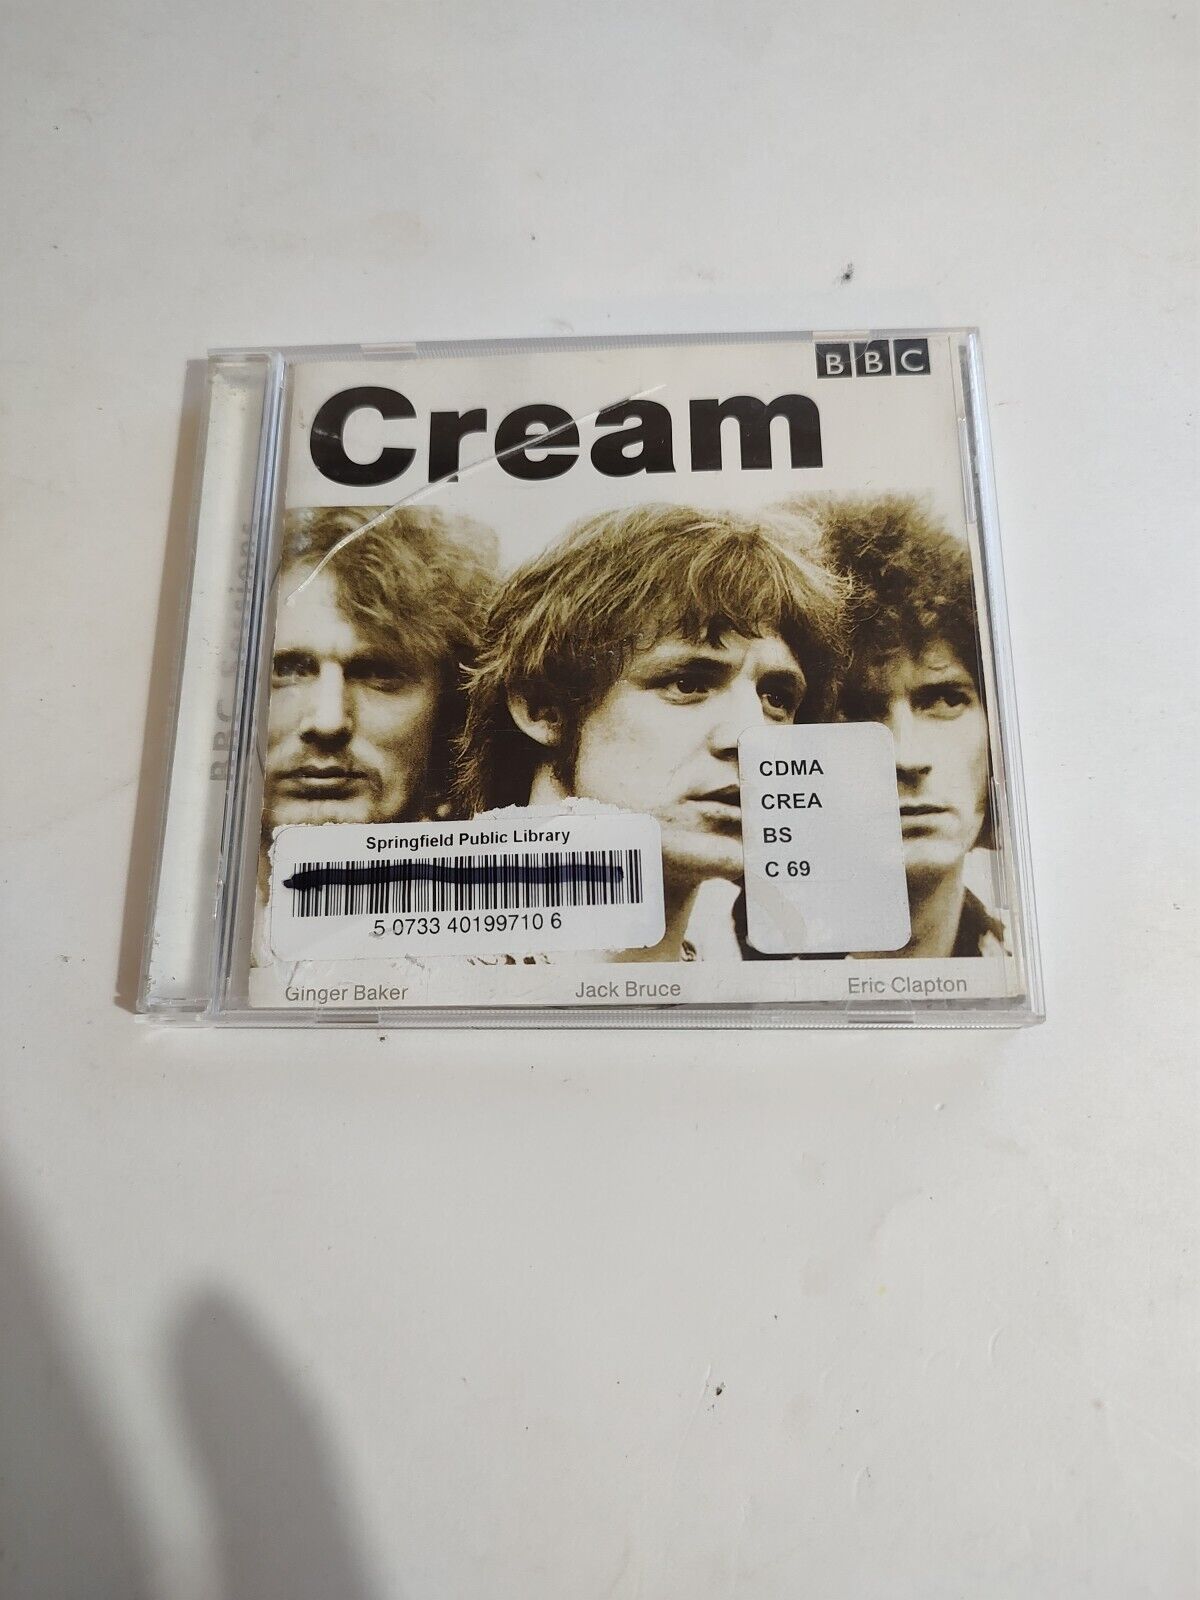 BBC
Cream
BBC Sessions
CDMA
CREA
BS
C 69
Springfield Public Library
5 0733 40199710 6
Ginger Baker
Jack Bruce
Eric Clapton